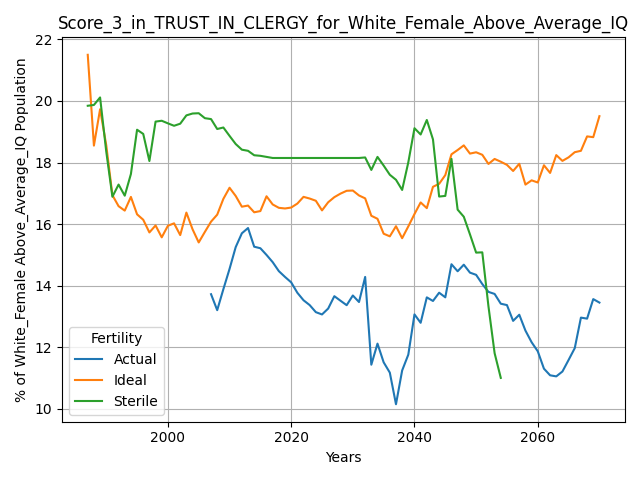 Score_3_in_TRUST_IN_CLERGY_for_White_Female_Above_Average_IQ
% of White_Female Above_Average_IQ Population
22
20
18
16
14
12
10
Fertility
Actual
Ideal
Sterile
2000
2020
2040
2060
Years